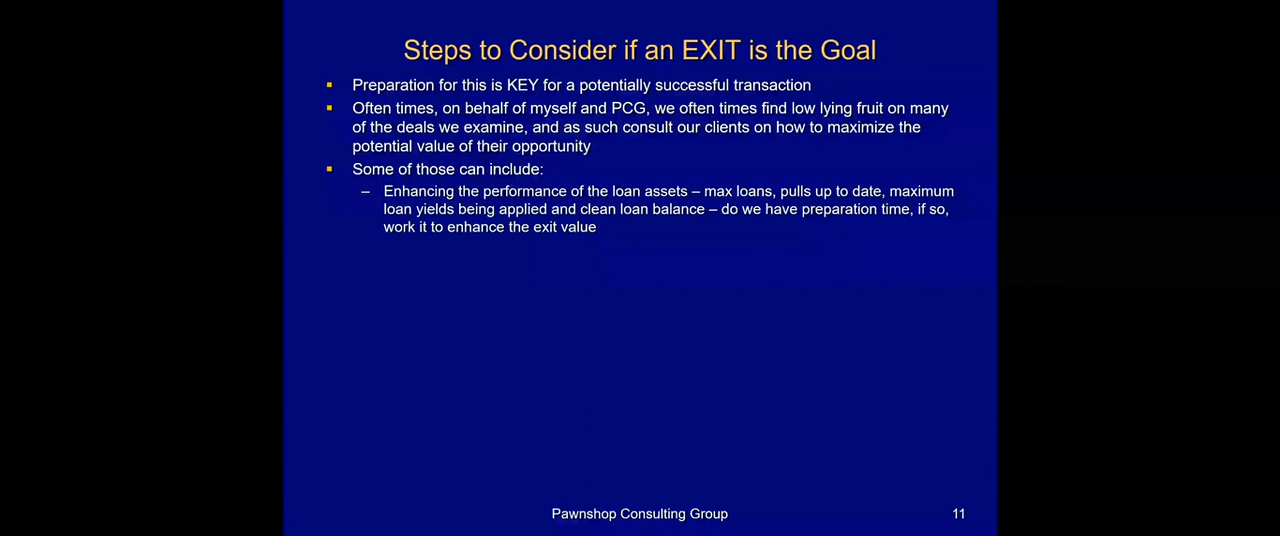 Steps to Consider if an EXIT is the Goal
▪ Preparation for this is KEY for a potentially successful transaction
▪ Often times, on behalf of myself and PCG, we often times find low lying fruit on many
of the deals we examine, and as such consult our clients on how to maximize the
potential value of their opportunity
▪ Some of those can include:
– Enhancing the performance of the loan assets – max loans, pulls up to date, maximum
loan yields being applied and clean loan balance – do we have preparation time, if so,
work it to enhance the exit value
Pawnshop Consulting Group
11